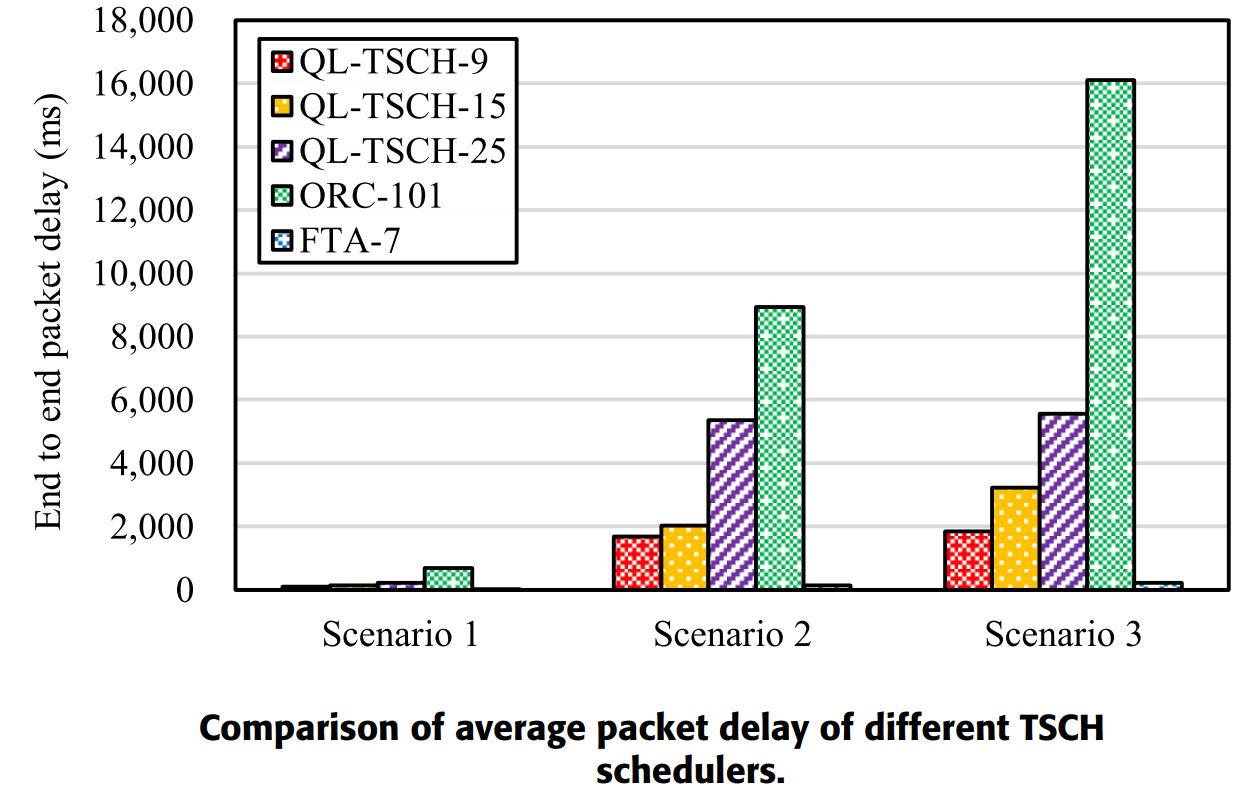 18,000
16,000
14,000
12,000
10,000
8,000
6,000
4,000
2,000
0
End to end packet delay (ms)
QL-TSCH-9
QL-TSCH-15
QL-TSCH-25
ORC-101
FTA-7
Scenario 1
Scenario 2
Scenario 3
Comparison of average packet delay of different TSCH
schedulers.